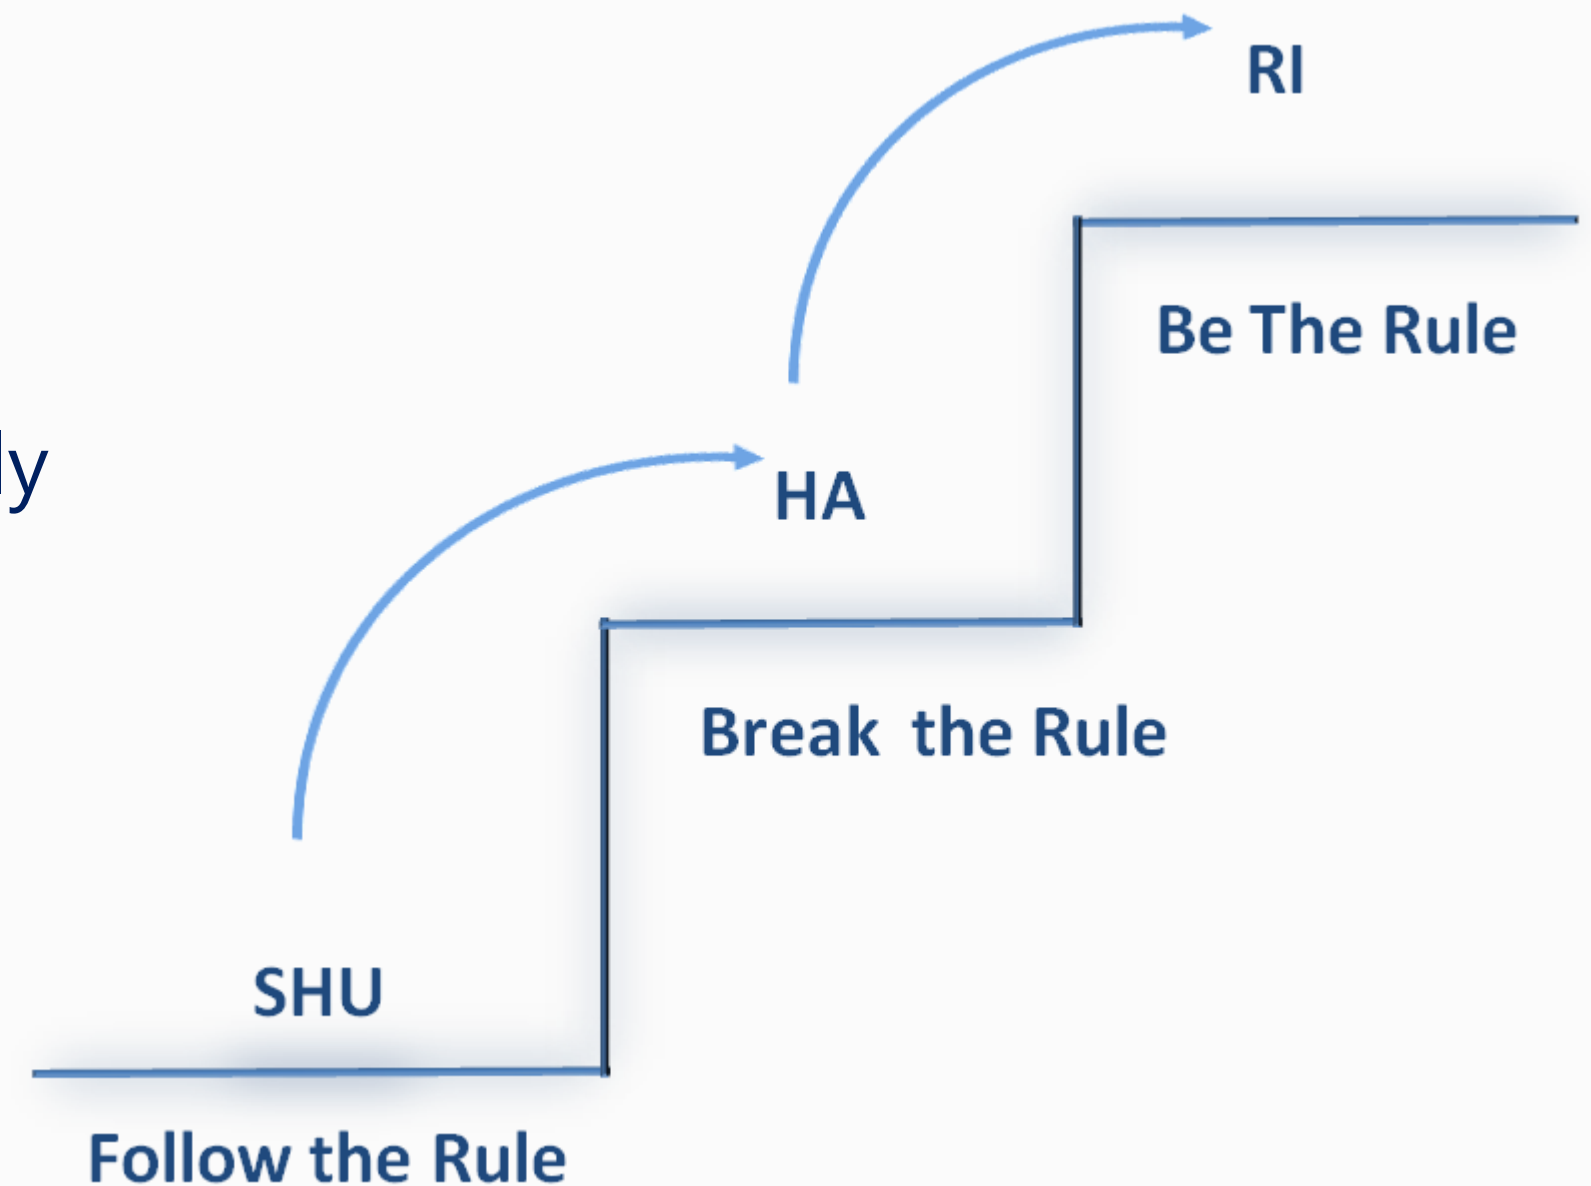 RI
Be The Rule
HA
Break the Rule
SHU
Follow the Rule